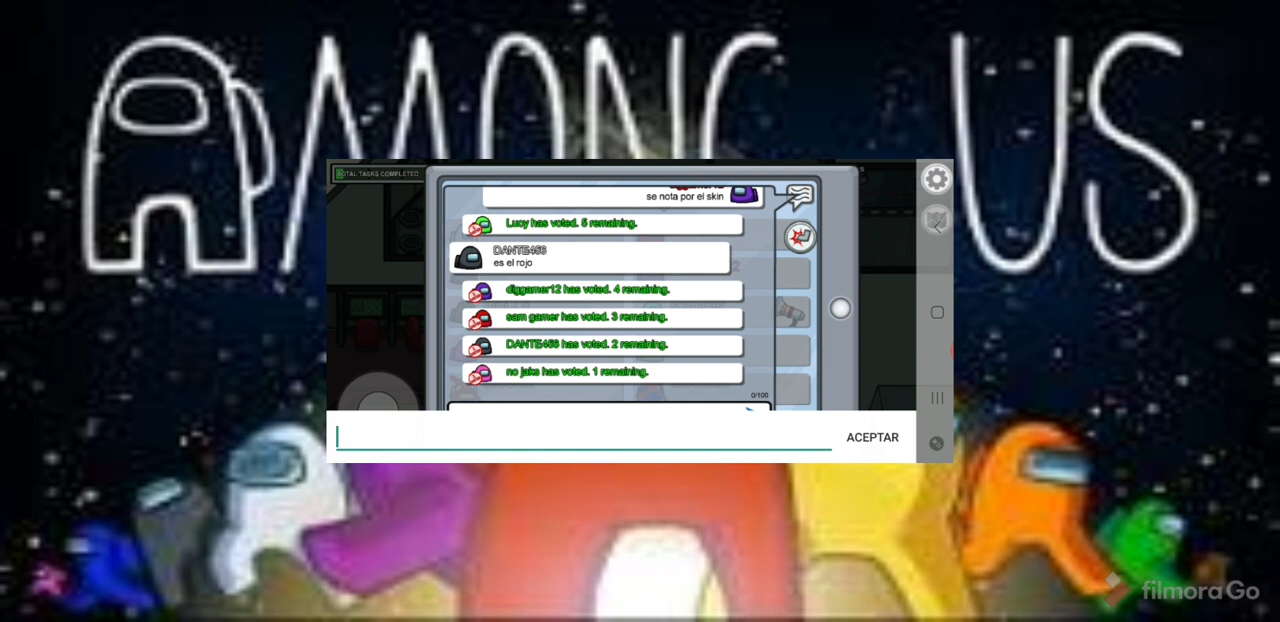 AMONG US
TOTAL TASKS COMPLETED
se nota por el skin
Lucy has voted. 5 remaining.
DANTE456
es el rojo
diggamer12 has voted. 4 remaining.
sam gamer has voted. 3 remaining.
DANTE456 has voted. 2 remaining.
no jaks has voted. 1 remaining.
0/100
ACEPTAR
filmoraGo